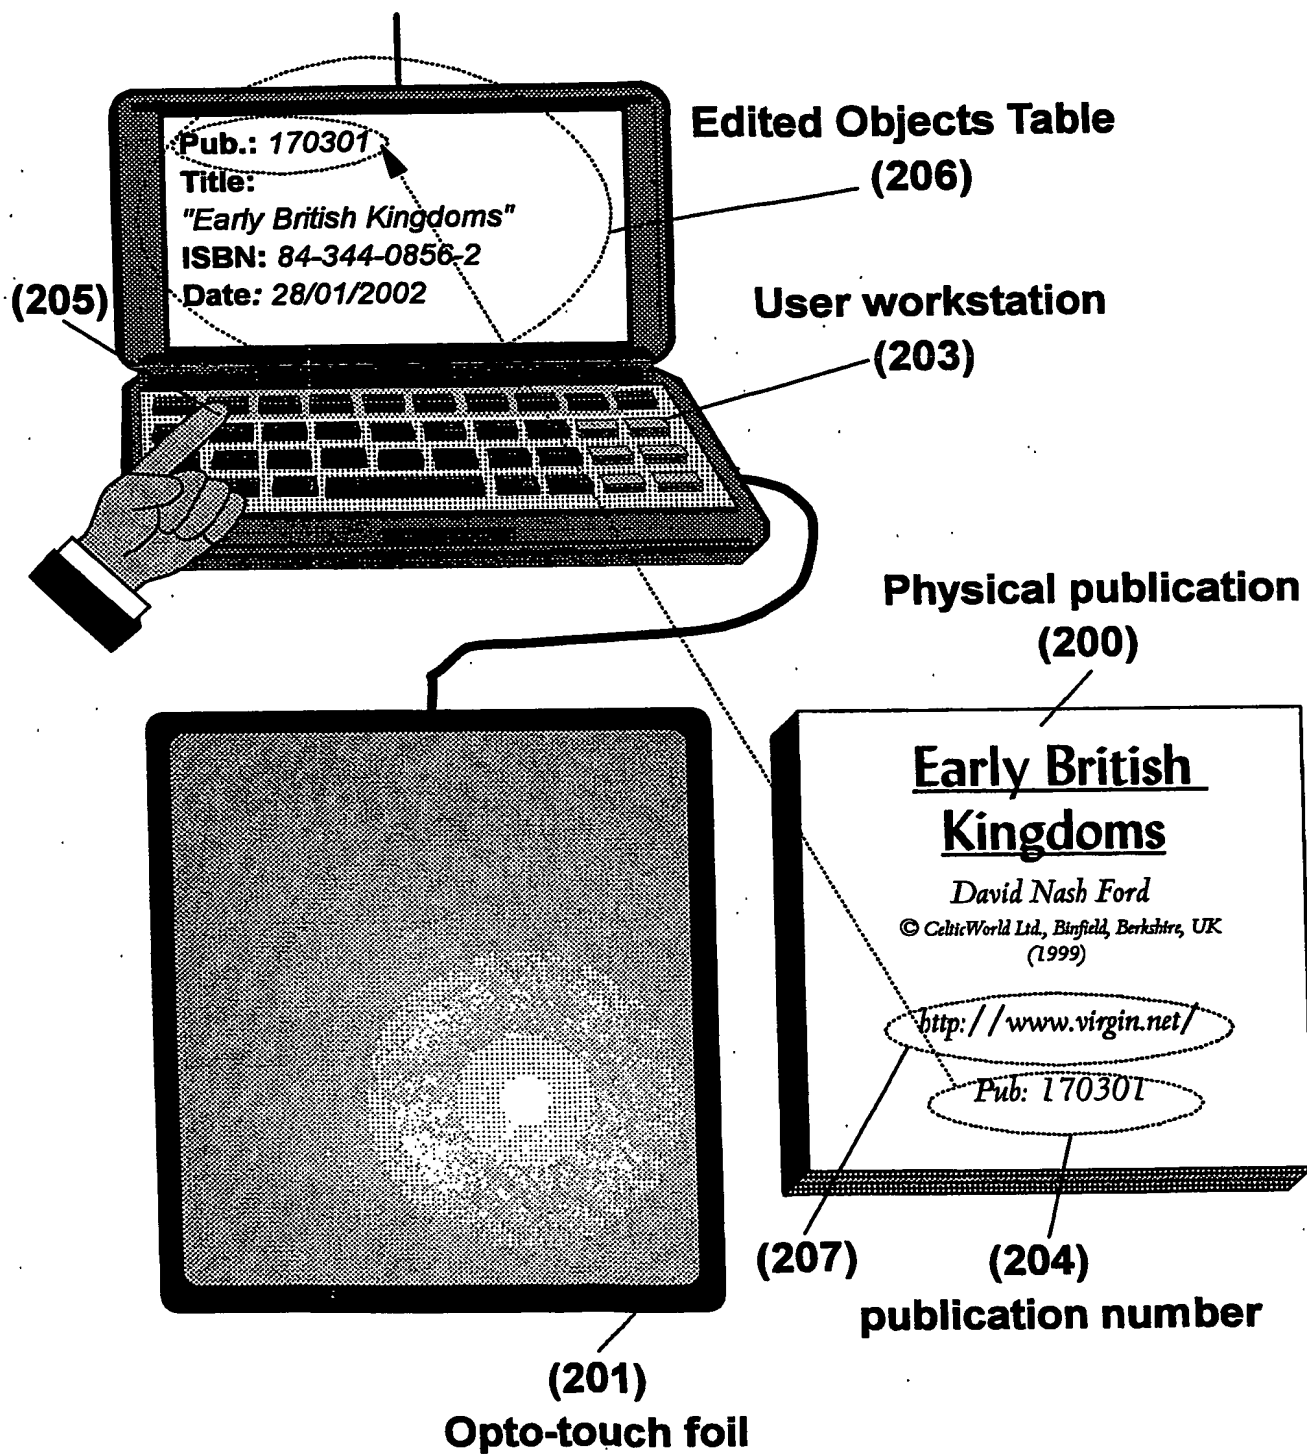 Pub.: 170301
Title:
"Early British Kingdoms"
ISBN: 84-344-0856-2
Date: 28/01/2002
Edited Objects Table
(206)
(205)
User workstation
(203)
Physical publication
(200)
Early British
Kingdoms
David Nash Ford
© CelticWorld Ltd., Binfield, Berkshire, UK
(1999)
http://www.virgin.net/
Pub: 170301
(207)
(204)
publication number
(201)
Opto-touch foil